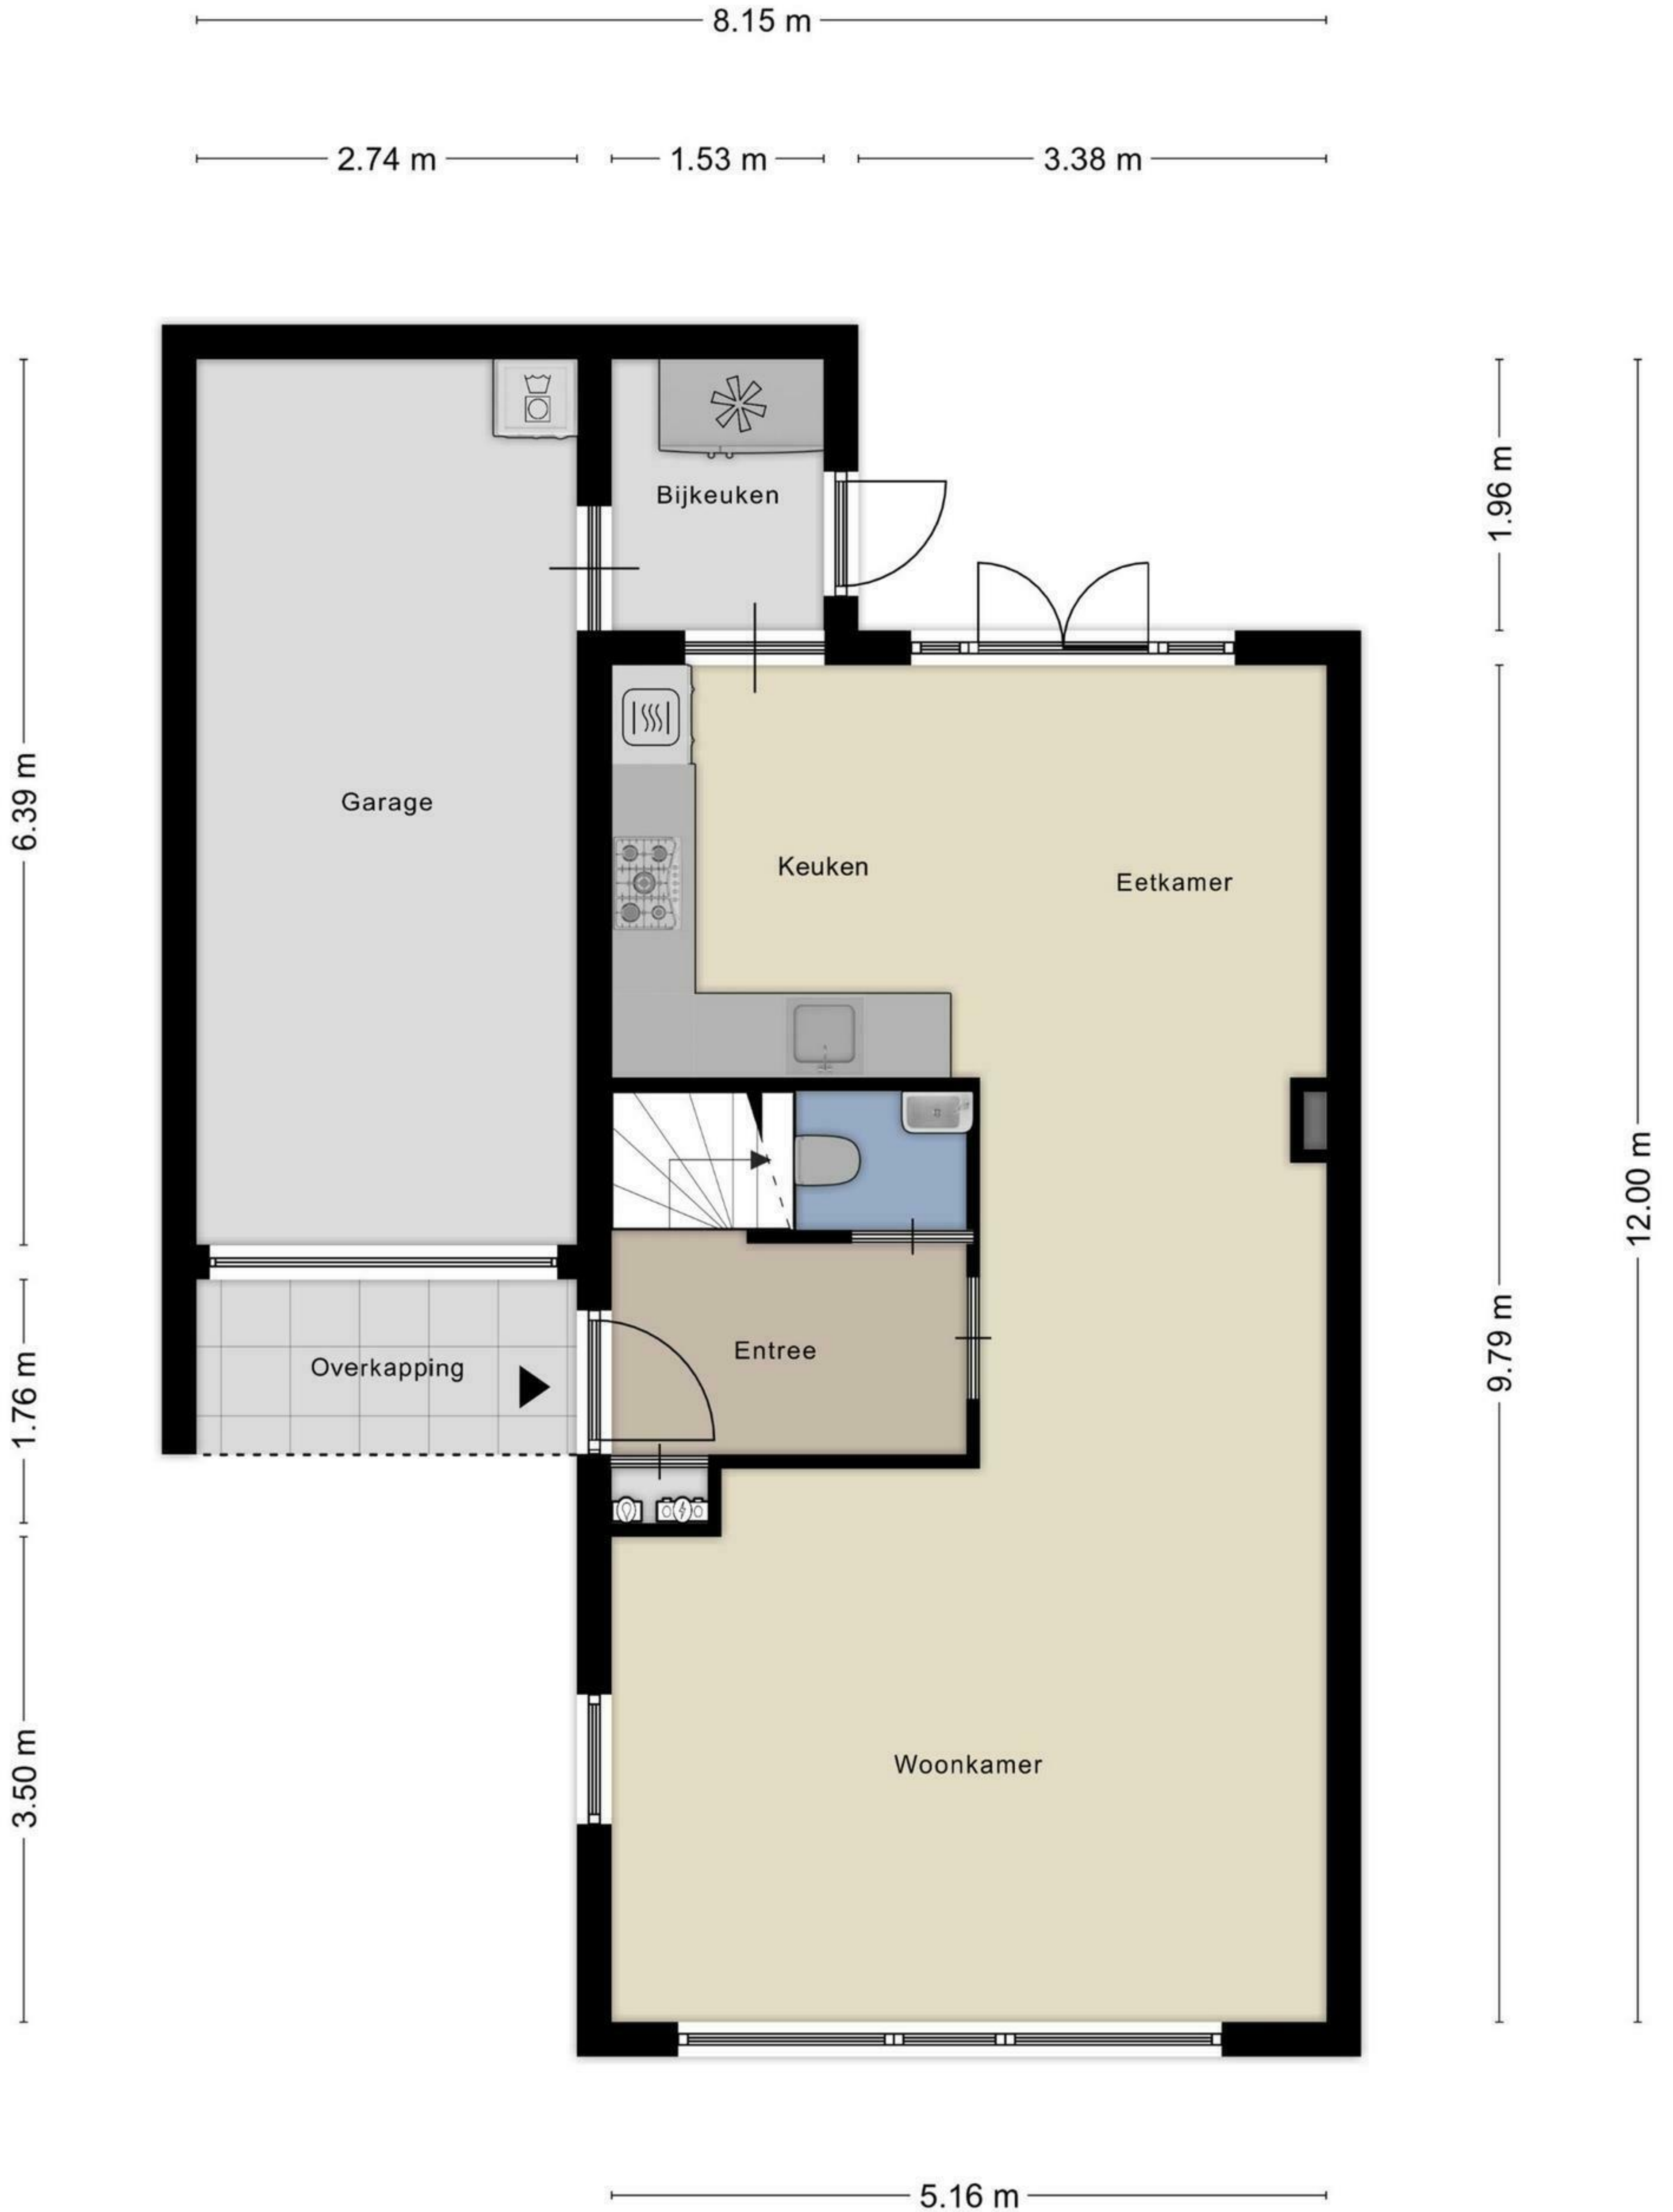 8.15 m
2.74 m
1.53 m
3.38 m
Bijkeuken
1.96 m
6.39 m
Garage
Keuken
Eetkamer
12.00 m
9.79 m
Entree
Overkapping
1.76 m
Woonkamer
3.50 m
5.16 m